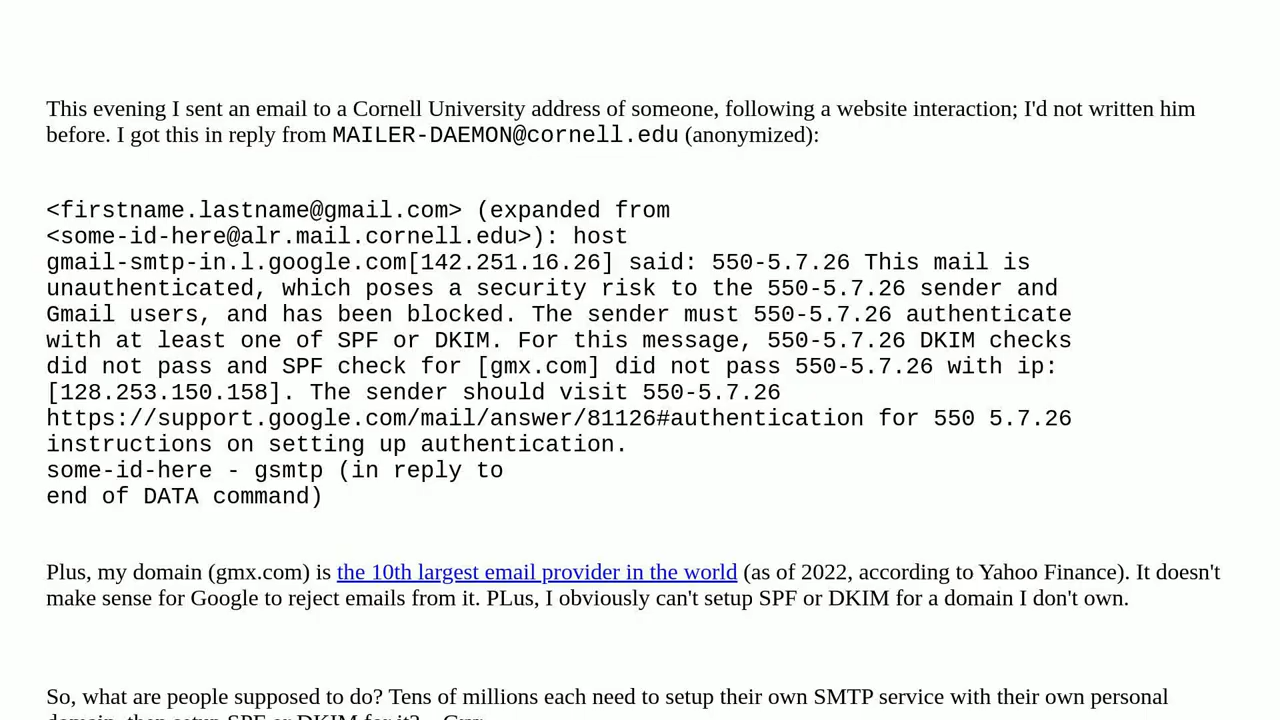 This evening I sent an email to a Cornell University address of someone, following a website interaction; I'd not written him
before. I got this in reply from MAILER-DAEMON@cornell.edu (anonymized):
<firstname.lastname@gmail.com> (expanded from
<some-id-here@alr.mail.cornell.edu>): host
gmail-smtp-in.l.google.com[142.251.16.26] said: 550-5.7.26 This mail is
unauthenticated, which poses a security risk to the 550-5.7.26 sender and
Gmail users, and has been blocked. The sender must 550-5.7.26 authenticate
with at least one of SPF or DKIM. For this message, 550-5.7.26 DKIM checks
did not pass and SPF check for [gmx.com] did not pass 550-5.7.26 with ip:
[128.253.150.158]. The sender should visit 550-5.7.26
https://support.google.com/mail/answer/81126#authentication for 550 5.7.26
instructions on setting up authentication.
some-id-here - gsmtp (in reply to
end of DATA command)
Plus, my domain (gmx.com) is the 10th largest email provider in the world (as of 2022, according to Yahoo Finance). It doesn't
make sense for Google to reject emails from it. PLus, I obviously can't setup SPF or DKIM for a domain I don't own.
So, what are people supposed to do? Tens of millions each need to setup their own SMTP service with their own personal
domain, then setup SPF or DKIM for it?